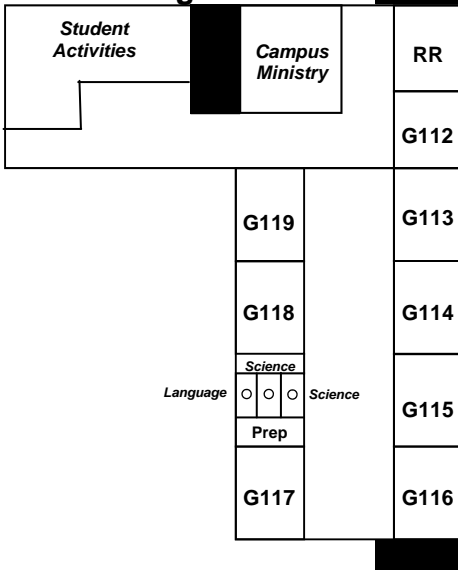 Student
Activities
Campus
Ministry
RR
G112
G119
G113
G118
G114
Science
Language
Science
G115
Prep
G117
G116